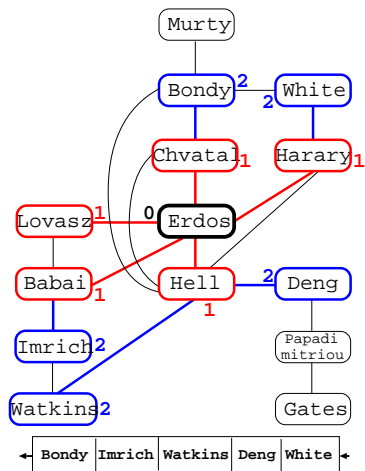 Murty
Bondy 2 White 2
Chvatal 1 Harary 1
Lovasz 1 0 Erdos
Babai 1 Hell 1 2 Deng
Imrich 2 Papadi
mitriou
Watkins 2 Gates
Bondy Imrich Watkins Deng White